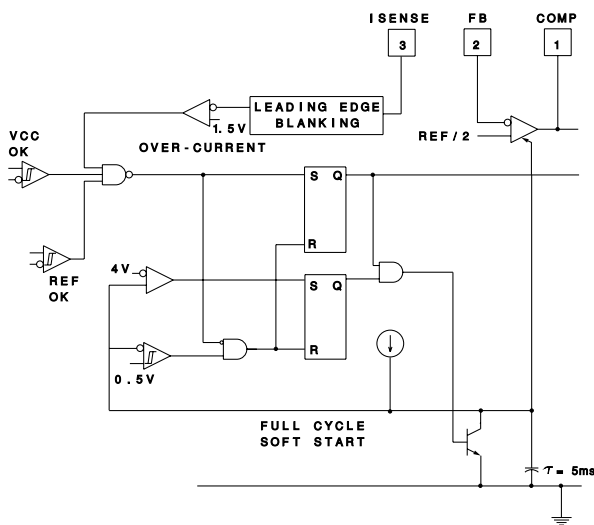 ISENSE FB COMP
3 2 1
LEADING EDGE
BLANKING
1.5V
REF/2
OVER-CURRENT
VCC
OK
S Q
R
REF
OK
4V
S Q
R
0.5V
FULL CYCLE
SOFT START
τ = 5ms